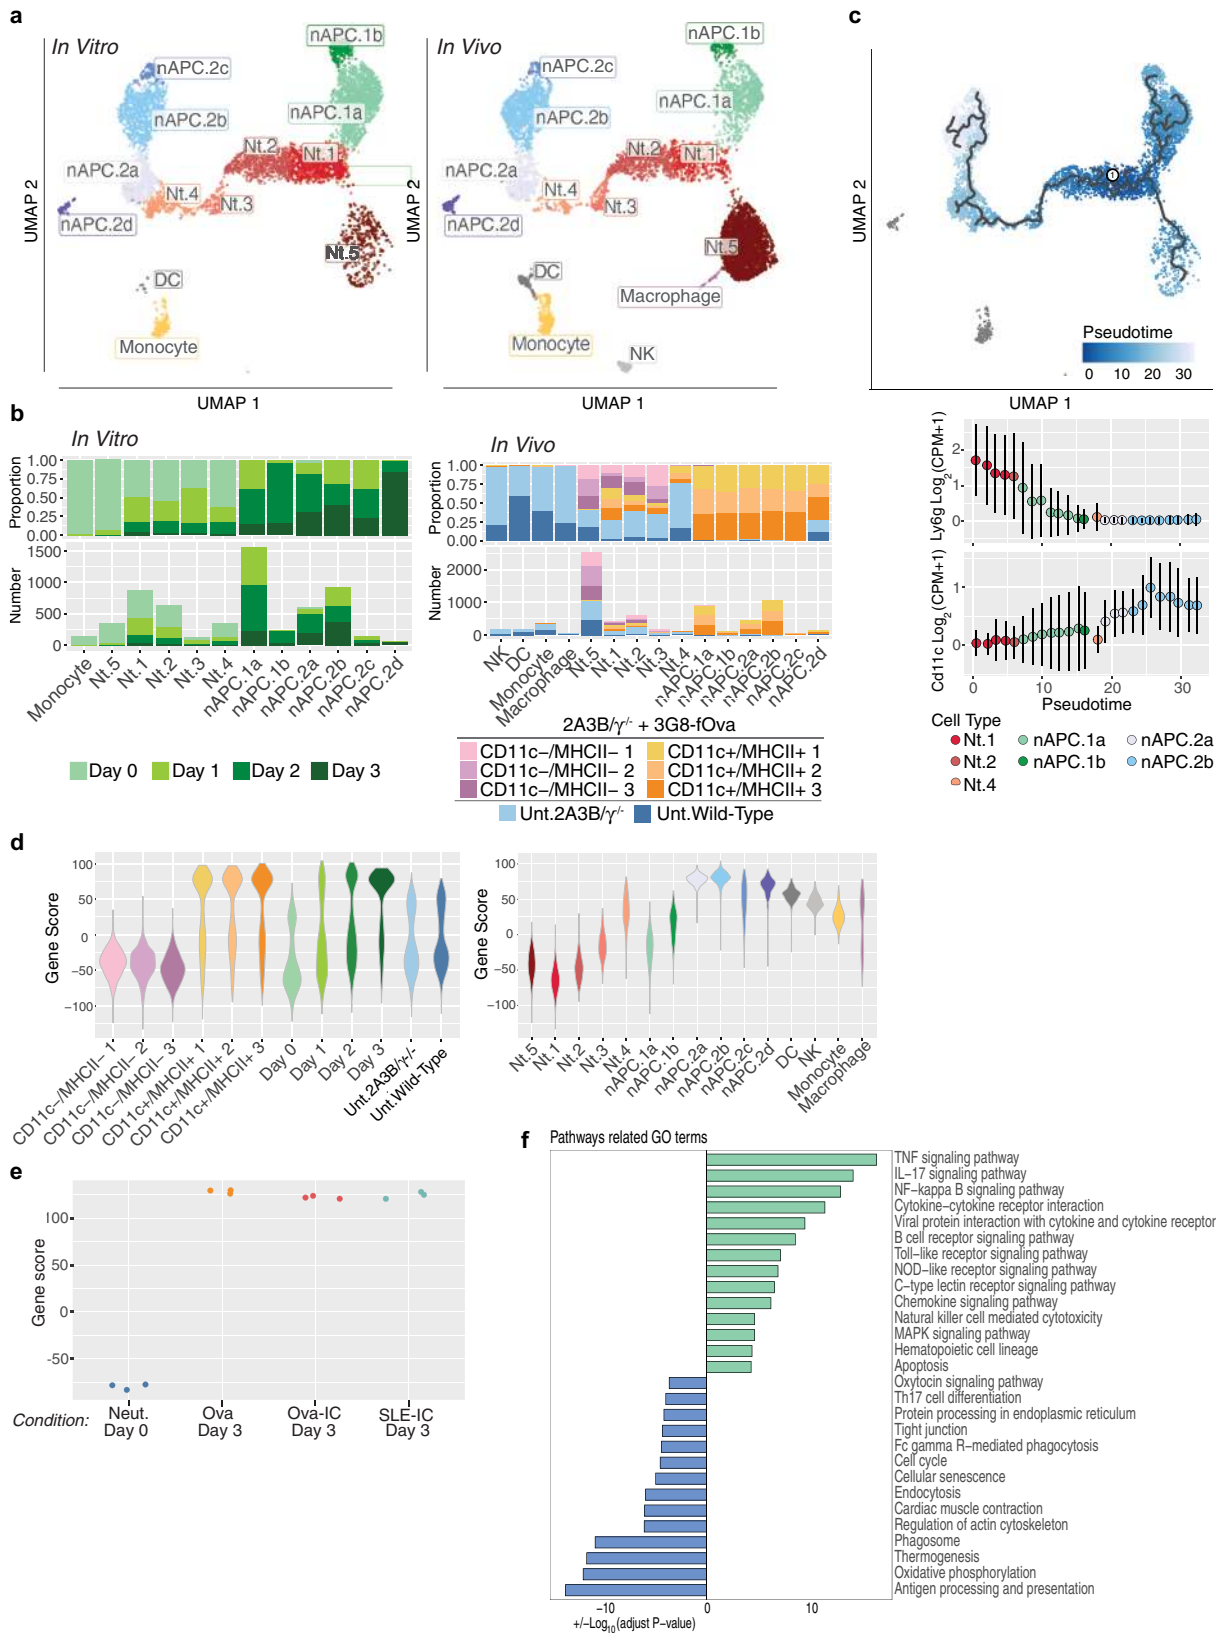 a
In Vitro
nAPC.2c
nAPC.1b
nAPC.2b
nAPC.1a
nAPC.2a
Nt.2
Nt.1
Nt.4
Nt.3
nAPC.2d
Nt.5
DC
Monocyte
UMAP 2
UMAP 1
In Vivo
nAPC.1b
nAPC.2c
nAPC.1a
nAPC.2b
Nt.2
Nt.1
nAPC.2a
Nt.4
Nt.3
nAPC.2d
Nt.5
DC
Macrophage
Monocyte
NK
UMAP 2
UMAP 1
c
UMAP 2
1
Pseudotime
0 10 20 30
UMAP 1
Ly6g Log2(CPM+1)
2
1
0
Cd11c Log2(CPM+1)
1
0
0 10 20 30
Pseudotime
Cell Type
Nt.1 nAPC.1a nAPC.2a
Nt.2 nAPC.1b nAPC.2b
Nt.4
b
In Vitro
Proportion
1.00
0.75
0.50
0.25
0.00
Number
1500
1000
500
0
Monocyte Nt.5 Nt.1 Nt.2 Nt.3 Nt.4 nAPC.1a nAPC.1b nAPC.2a nAPC.2b nAPC.2c nAPC.2d
Day 0 Day 1 Day 2 Day 3
In Vivo
Proportion
1.00
0.75
0.50
0.25
0.00
Number
2000
1000
0
NK DC Monocyte Macrophage Nt.5 Nt.1 Nt.2 Nt.3 Nt.4 nAPC.1a nAPC.1b nAPC.2a nAPC.2b nAPC.2c nAPC.2d
2A3B/γ-/- + 3G8-fOva
CD11c−/MHCII− 1 CD11c+/MHCII+ 1
CD11c−/MHCII− 2 CD11c+/MHCII+ 2
CD11c−/MHCII− 3 CD11c+/MHCII+ 3
Unt.2A3B/γ-/- Unt.Wild-Type
d
Gene Score
100
50
0
−50
−100
CD11c−/MHCII− 1 CD11c−/MHCII− 2 CD11c−/MHCII− 3 CD11c+/MHCII+ 1 CD11c+/MHCII+ 2 CD11c+/MHCII+ 3 Day 0 Day 1 Day 2 Day 3 Unt.2A3B/γ-/- Unt.Wild-Type
Gene Score
100
50
0
−50
−100
Nt.5 Nt.1 Nt.2 Nt.3 Nt.4 nAPC.1a nAPC.1b nAPC.2a nAPC.2b nAPC.2c nAPC.2d DC NK Monocyte Macrophage
e
Gene score
100
50
0
-50
Condition: Neut. Ova Ova-IC SLE-IC
Day 0 Day 3 Day 3 Day 3
f
Pathways related GO terms
TNF signaling pathway
IL−17 signaling pathway
NF−kappa B signaling pathway
Cytokine−cytokine receptor interaction
Viral protein interaction with cytokine and cytokine receptor
B cell receptor signaling pathway
Toll−like receptor signaling pathway
NOD−like receptor signaling pathway
C−type lectin receptor signaling pathway
Chemokine signaling pathway
Natural killer cell mediated cytotoxicity
MAPK signaling pathway
Hematopoietic cell lineage
Apoptosis
Oxytocin signaling pathway
Th17 cell differentiation
Protein processing in endoplasmic reticulum
Tight junction
Fc gamma R−mediated phagocytosis
Cell cycle
Cellular senescence
Endocytosis
Cardiac muscle contraction
Regulation of actin cytoskeleton
Phagosome
Thermogenesis
Oxidative phosphorylation
Antigen processing and presentation
−10 0 10
+/−Log10(adjust P−value)